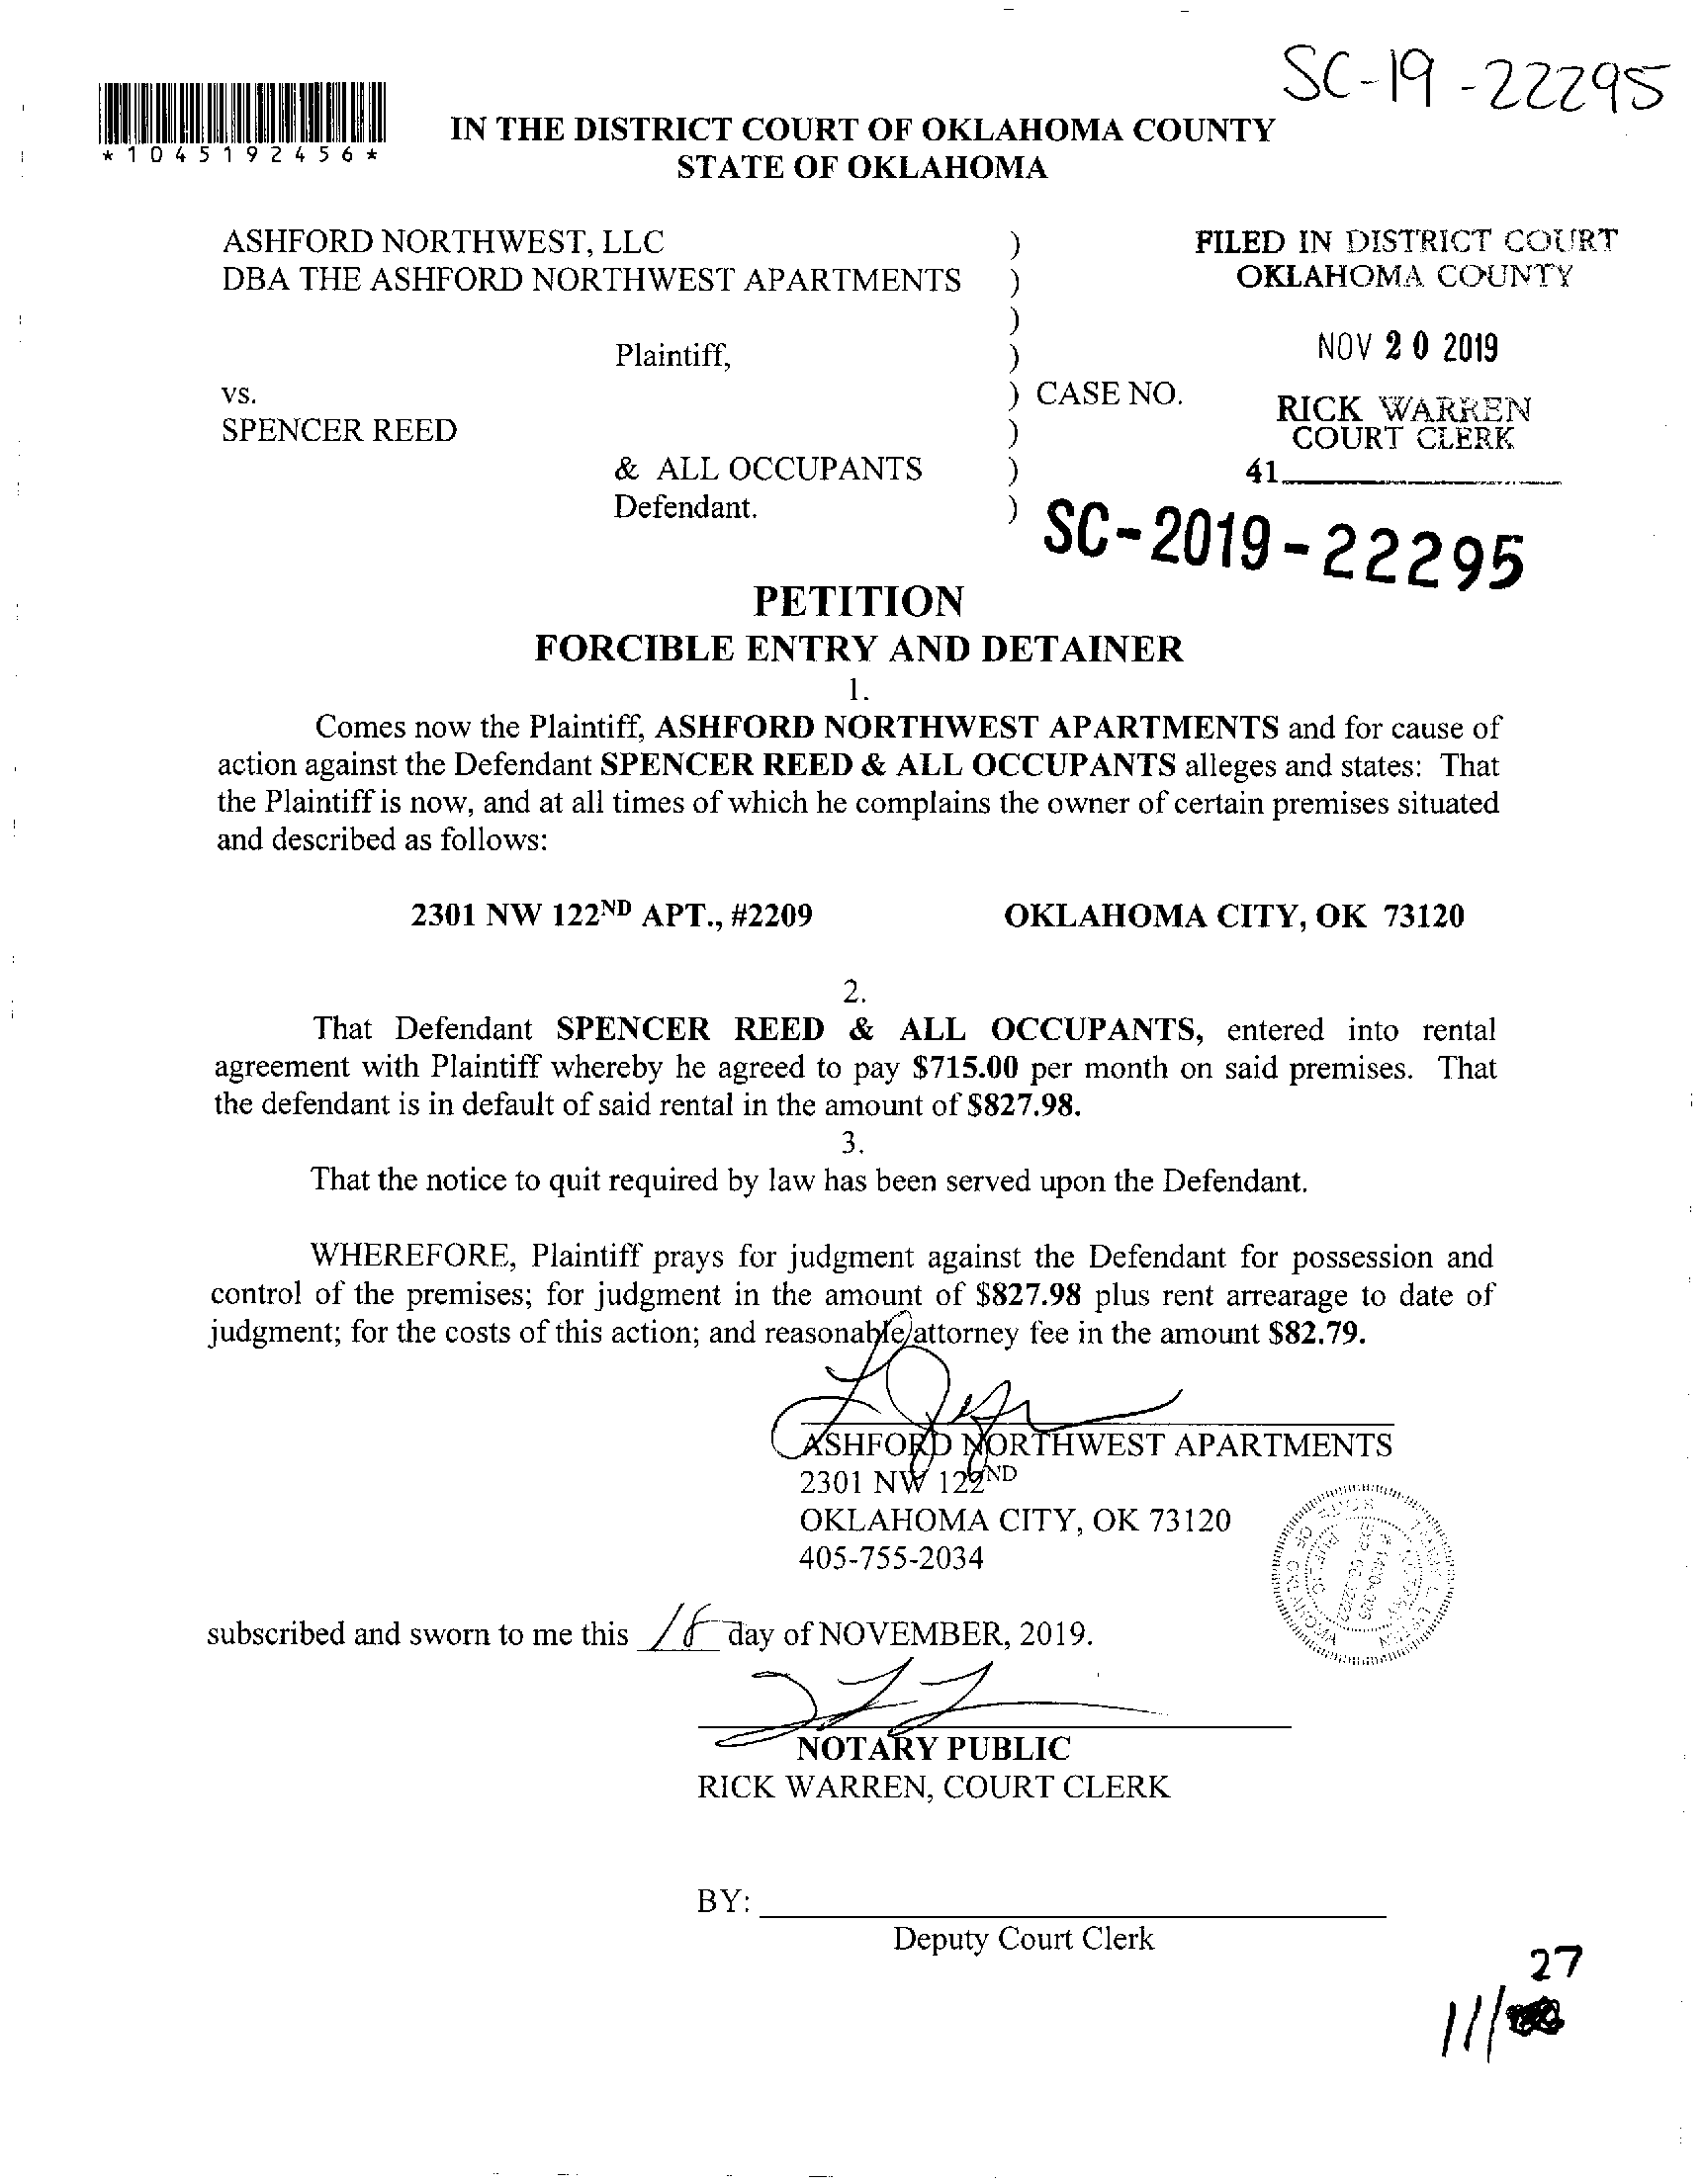 SC-19-22295
*1045192456*
IN THE DISTRICT COURT OF OKLAHOMA COUNTY
STATE OF OKLAHOMA
ASHFORD NORTHWEST, LLC )
DBA THE ASHFORD NORTHWEST APARTMENTS )
)
Plaintiff, )
vs. ) CASE NO.
SPENCER REED )
& ALL OCCUPANTS )
Defendant. )
FILED IN DISTRICT COURT
OKLAHOMA COUNTY
NOV 20 2019
RICK WARREN
COURT CLERK
41
SC-2019-22295
PETITION
FORCIBLE ENTRY AND DETAINER
1.
Comes now the Plaintiff, ASHFORD NORTHWEST APARTMENTS and for cause of
action against the Defendant SPENCER REED & ALL OCCUPANTS alleges and states: That
the Plaintiff is now, and at all times of which he complains the owner of certain premises situated
and described as follows:
2301 NW 122ND APT., #2209 OKLAHOMA CITY, OK 73120
2.
That Defendant SPENCER REED & ALL OCCUPANTS, entered into rental
agreement with Plaintiff whereby he agreed to pay $715.00 per month on said premises. That
the defendant is in default of said rental in the amount of $827.98.
3.
That the notice to quit required by law has been served upon the Defendant.
WHEREFORE, Plaintiff prays for judgment against the Defendant for possession and
control of the premises; for judgment in the amount of $827.98 plus rent arrearage to date of
judgment; for the costs of this action; and reasonable attorney fee in the amount $82.79.
ASHFORD NORTHWEST APARTMENTS
2301 NW 122ND
OKLAHOMA CITY, OK 73120
405-755-2034
subscribed and sworn to me this 18 day of NOVEMBER, 2019.
NOTARY PUBLIC
RICK WARREN, COURT CLERK
BY:
Deputy Court Clerk
27
11/